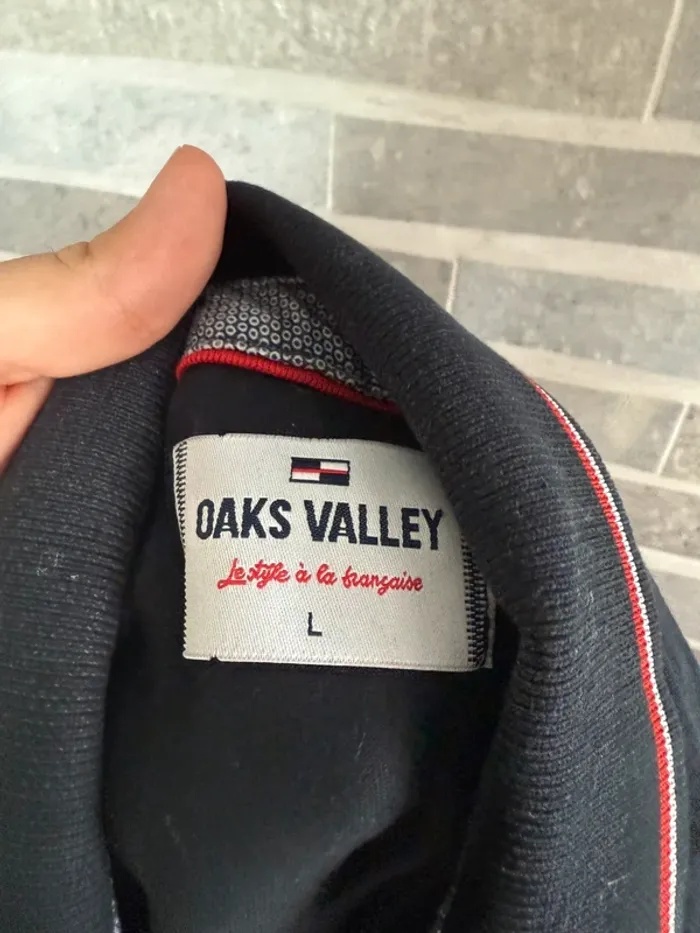 OAKS VALLEY
Le style à la française
L